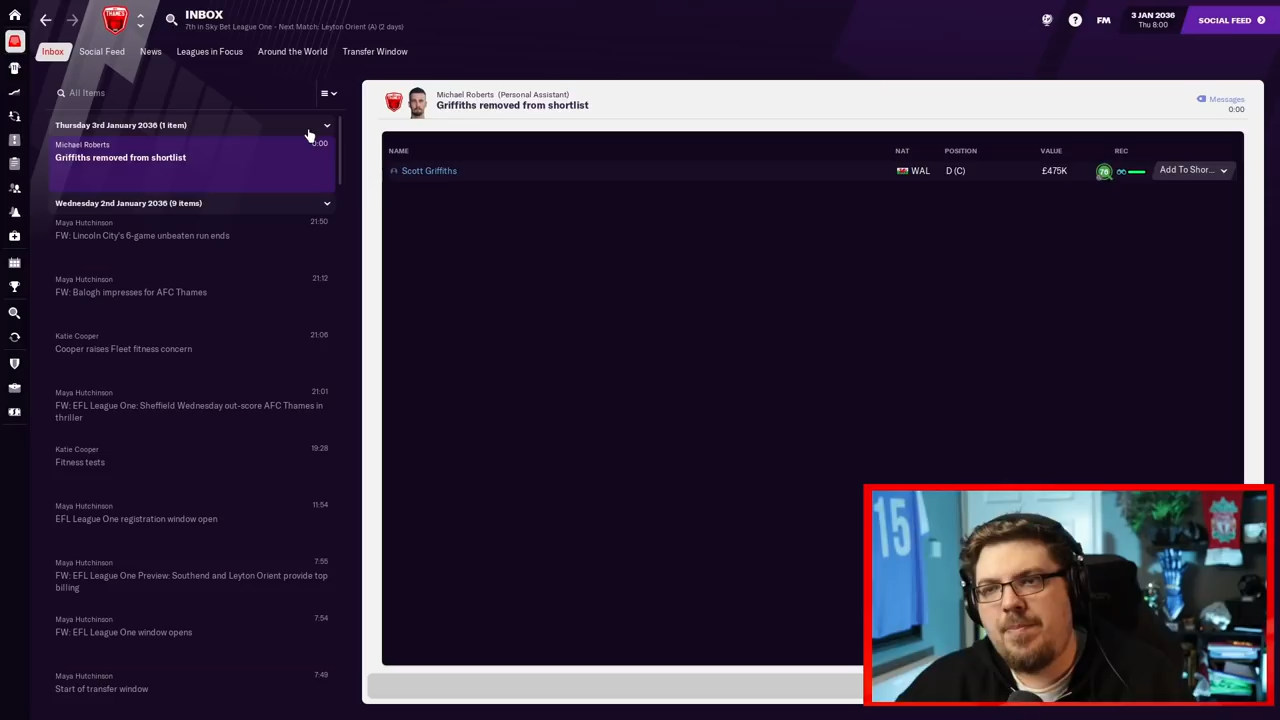 THAMES
INBOX
7th in Sky Bet League One - Next Match: Leyton Orient (A) (2 days)
FM
3 JAN 2036
Thu 8:00
SOCIAL FEED
Inbox
Social Feed
News
Leagues in Focus
Around the World
Transfer Window
All Items
Thursday 3rd January 2036 (1 item)
Michael Roberts
0:00
Griffiths removed from shortlist
Wednesday 2nd January 2036 (9 items)
Maya Hutchinson
21:50
FW: Lincoln City's 6-game unbeaten run ends
Maya Hutchinson
21:12
FW: Balogh impresses for AFC Thames
Katie Cooper
21:06
Cooper raises Fleet fitness concern
Maya Hutchinson
21:01
FW: EFL League One: Sheffield Wednesday out-score AFC Thames in
thriller
Katie Cooper
19:28
Fitness tests
Maya Hutchinson
11:54
EFL League One registration window open
Maya Hutchinson
7:55
FW: EFL League One Preview: Southend and Leyton Orient provide top
billing
Maya Hutchinson
7:54
FW: EFL League One window opens
Maya Hutchinson
7:49
Start of transfer window
Michael Roberts (Personal Assistant)
Griffiths removed from shortlist
Messages
0:00
NAME
NAT
POSITION
VALUE
REC
Scott Griffiths
WAL
D (C)
£475K
76
Add To Shor...
15